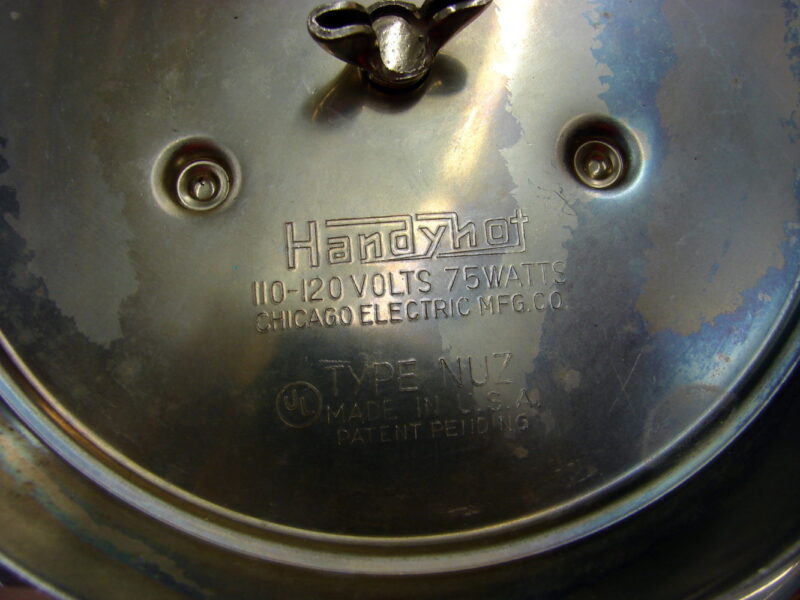 Handyhot
110-120 VOLTS 75 WATTS
CHICAGO ELECTRIC MFG. CO.
TYPE NUZ
UL MADE IN U.S.A.
PATENT PENDING